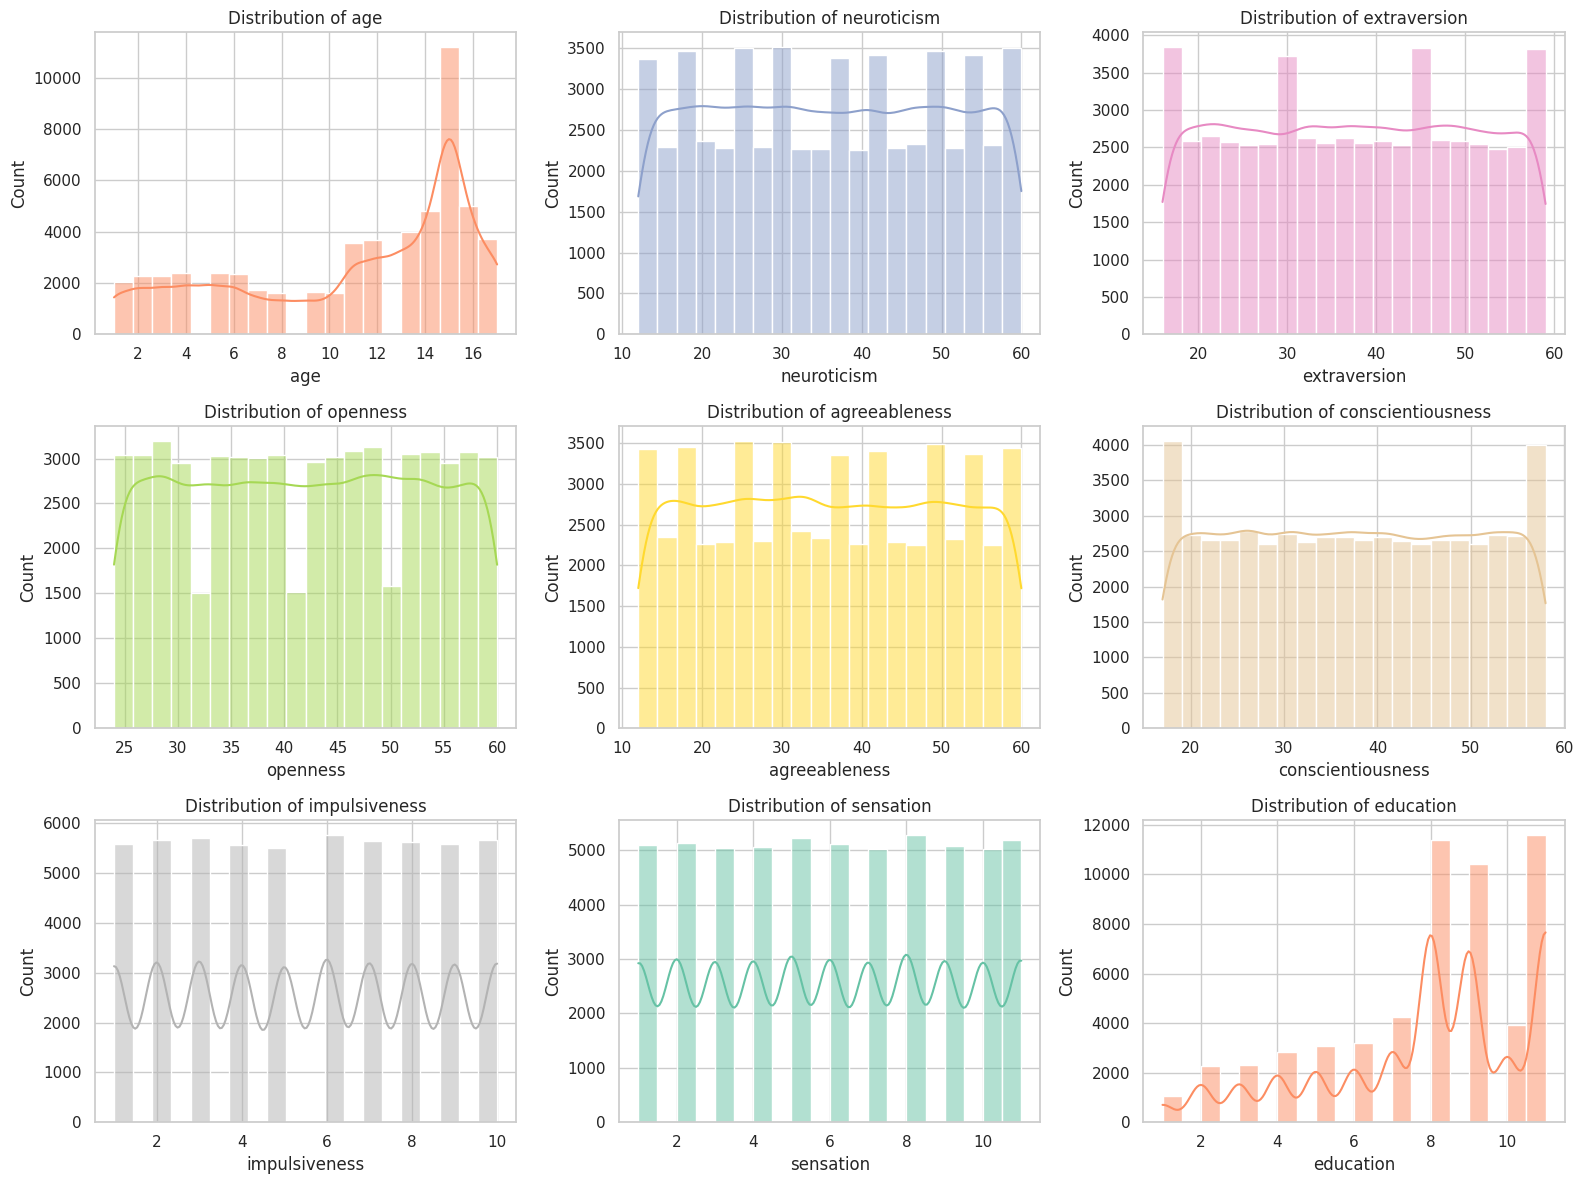 Distribution of age
Count
10000
8000
6000
4000
2000
0
2 4 6 8 10 12 14 16
age
Distribution of neuroticism
Count
3500
3000
2500
2000
1500
1000
500
0
10 20 30 40 50 60
neuroticism
Distribution of extraversion
Count
4000
3500
3000
2500
2000
1500
1000
500
0
20 30 40 50 60
extraversion
Distribution of openness
Count
3000
2500
2000
1500
1000
500
0
25 30 35 40 45 50 55 60
openness
Distribution of agreeableness
Count
3500
3000
2500
2000
1500
1000
500
0
10 20 30 40 50 60
agreeableness
Distribution of conscientiousness
Count
4000
3500
3000
2500
2000
1500
1000
500
0
20 30 40 50 60
conscientiousness
Distribution of impulsiveness
Count
6000
5000
4000
3000
2000
1000
0
2 4 6 8 10
impulsiveness
Distribution of sensation
Count
5000
4000
3000
2000
1000
0
2 4 6 8 10
sensation
Distribution of education
Count
12000
10000
8000
6000
4000
2000
0
2 4 6 8 10
education